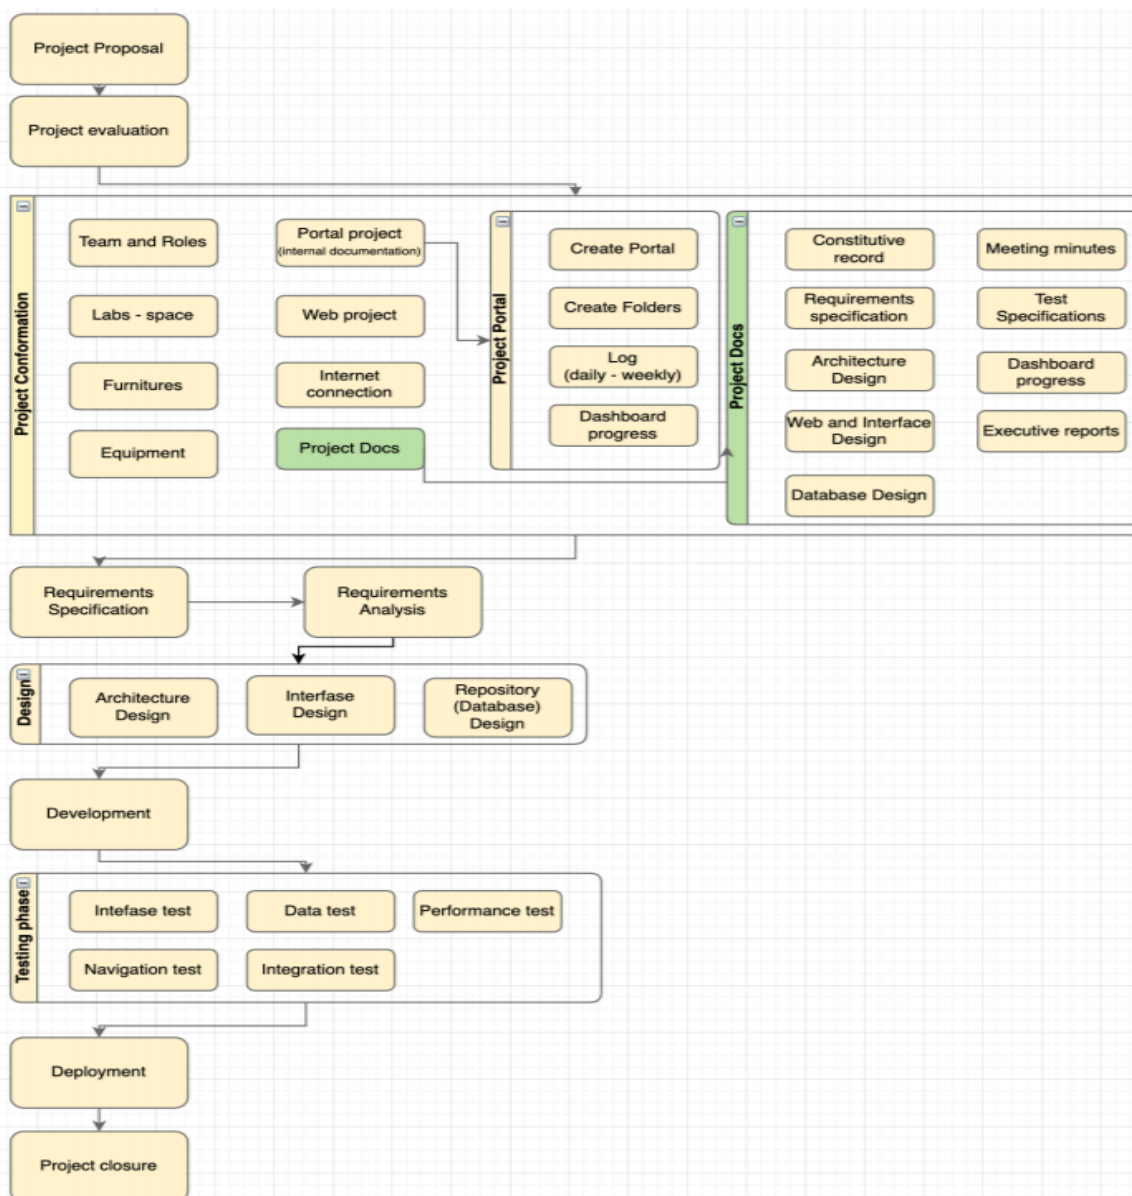 Project Proposal
Project evaluation
Project Conformation
Team and Roles
Labs - space
Furnitures
Equipment
Portal project
(internal documentation)
Web project
Internet
connection
Project Docs
Project Portal
Create Portal
Create Folders
Log
(daily - weekly)
Dashboard
progress
Project Docs
Constitutive
record
Requirements
specification
Architecture
Design
Web and Interface
Design
Database Design
Meeting minutes
Test
Specifications
Dashboard
progress
Executive reports
Requirements
Specification
Requirements
Analysis
Design
Architecture
Design
Interfase
Design
Repository
(Database)
Design
Development
Testing phase
Intefase test
Data test
Performance test
Navigation test
Integration test
Deployment
Project closure